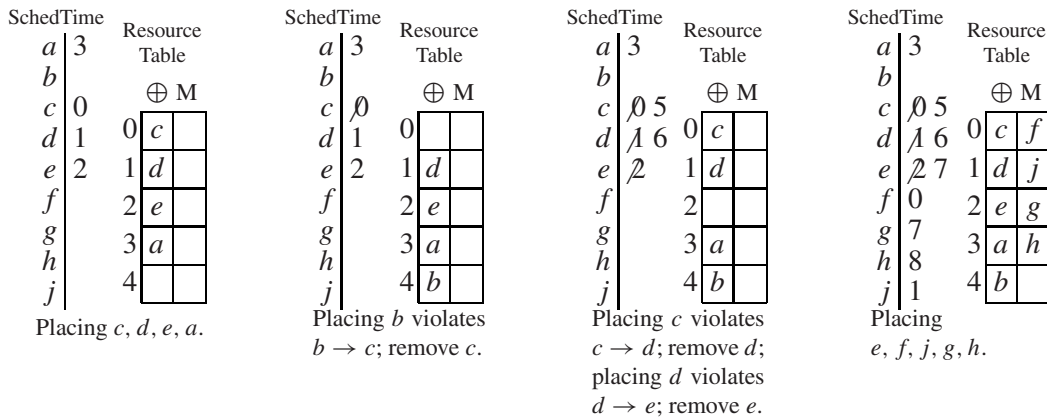 SchedTime
Resource
Table
⊕ M
a 3
b
c 0
d 1
e 2
f
g
h
j
0 c
1 d
2 e
3 a
4
Placing c, d, e, a.
SchedTime
Resource
Table
⊕ M
a 3
b
c 0
d 1
e 2
f
g
h
j
0
1 d
2 e
3 a
4 b
Placing b violates
b → c; remove c.
SchedTime
Resource
Table
⊕ M
a 3
b
c 0 5
d 1 6
e 2
f
g
h
j
0 c
1 d
2
3 a
4 b
Placing c violates
c → d; remove d;
placing d violates
d → e; remove e.
SchedTime
Resource
Table
⊕ M
a 3
b
c 0 5
d 1 6
e 2 7
f 0
g 7
h 8
j 1
0 c f
1 d j
2 e g
3 a h
4 b
Placing
e, f, j, g, h.